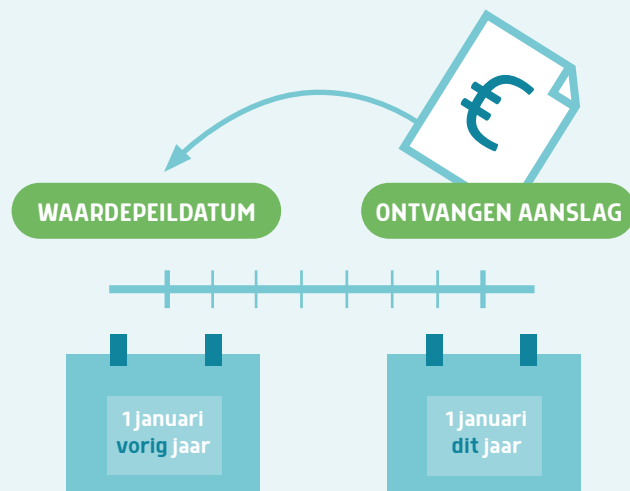 €
WAARDEPEILDATUM
ONTVANGEN AANSLAG
1 januari
vorig jaar
1 januari
dit jaar